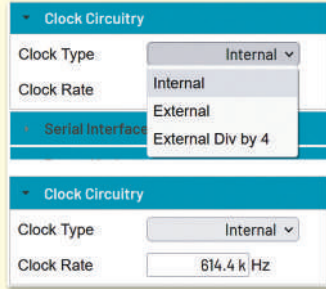 Clock Circuitry
Clock Type Internal
Clock Rate Internal
External
Serial Interface
External Div by 4
Clock Circuitry
Clock Type Internal
Clock Rate 614.4 k Hz